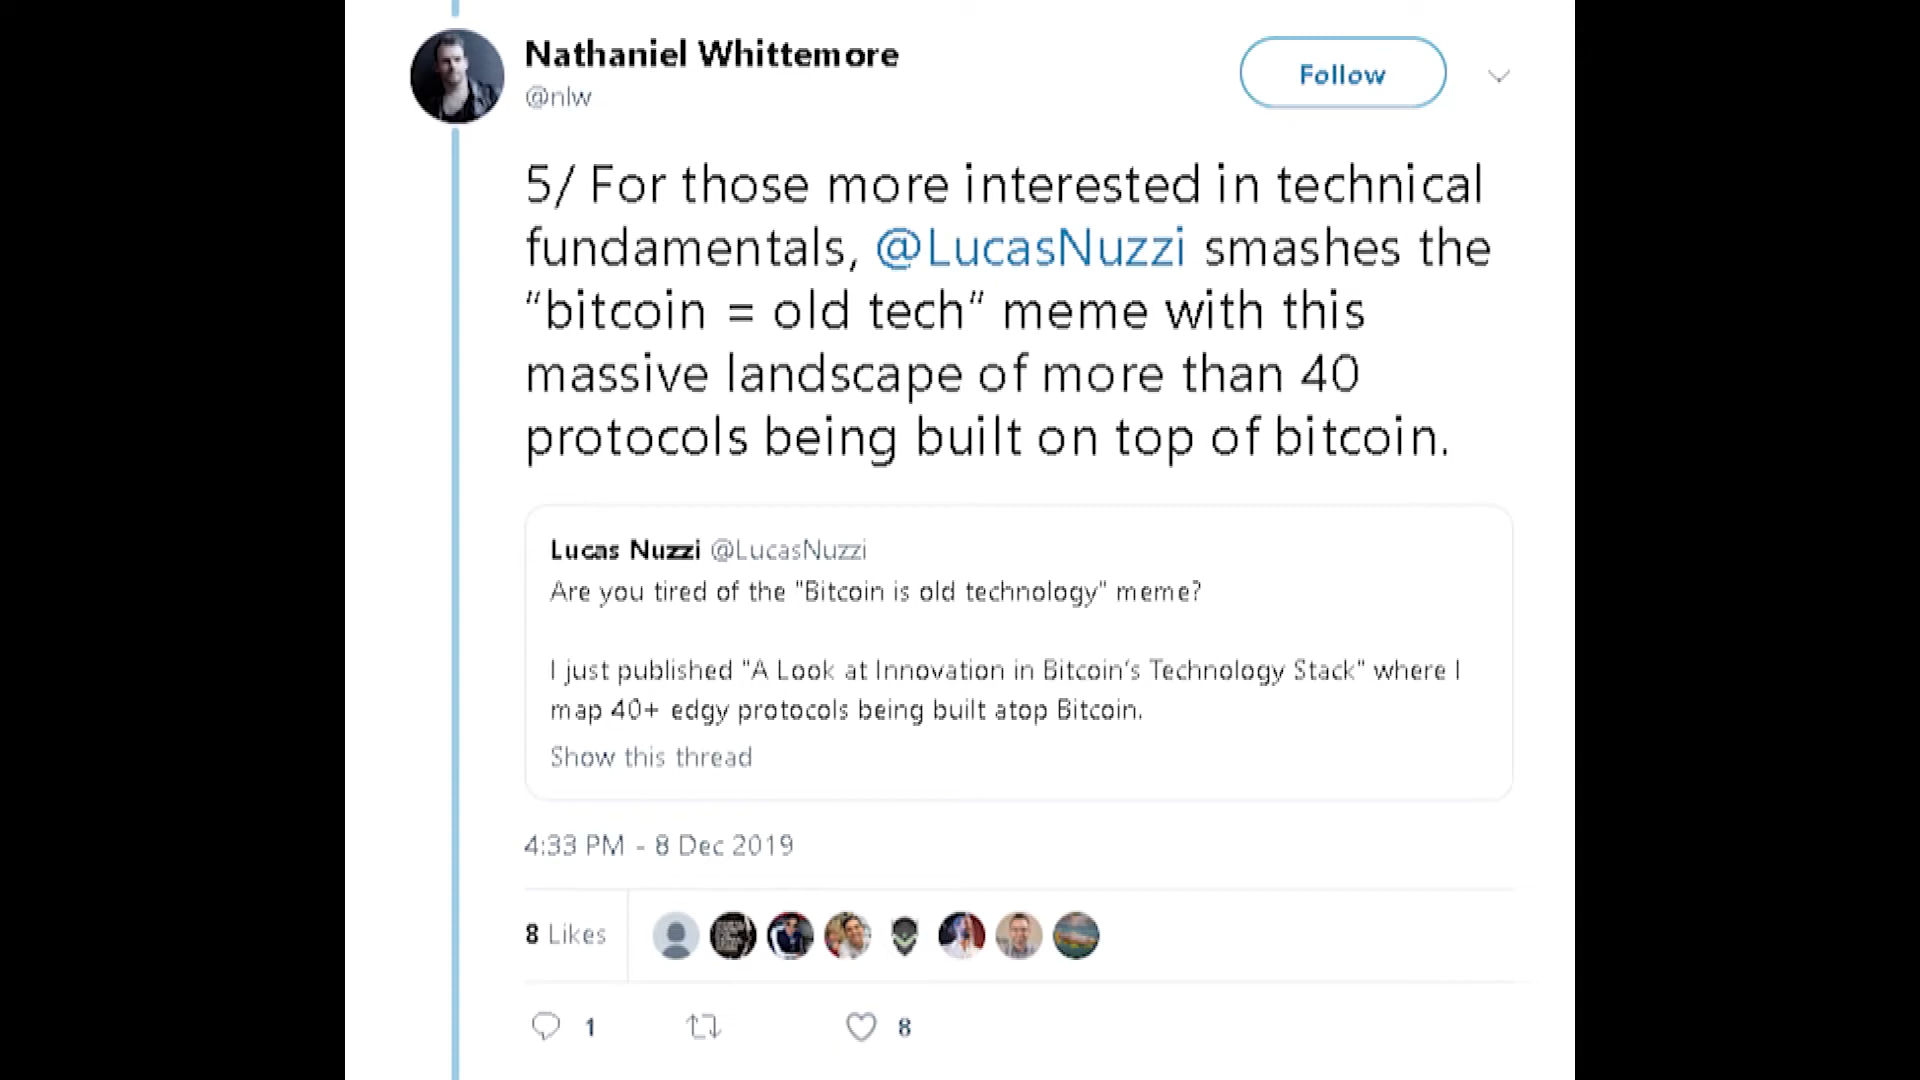 Nathaniel Whittemore
@nlw
Follow
5/ For those more interested in technical
fundamentals, @LucasNuzzi smashes the
“bitcoin = old tech” meme with this
massive landscape of more than 40
protocols being built on top of bitcoin.
Lucas Nuzzi @LucasNuzzi
Are you tired of the "Bitcoin is old technology" meme?
I just published "A Look at Innovation in Bitcoin’s Technology Stack" where I
map 40+ edgy protocols being built atop Bitcoin.
Show this thread
4:33 PM - 8 Dec 2019
8 Likes
1
8